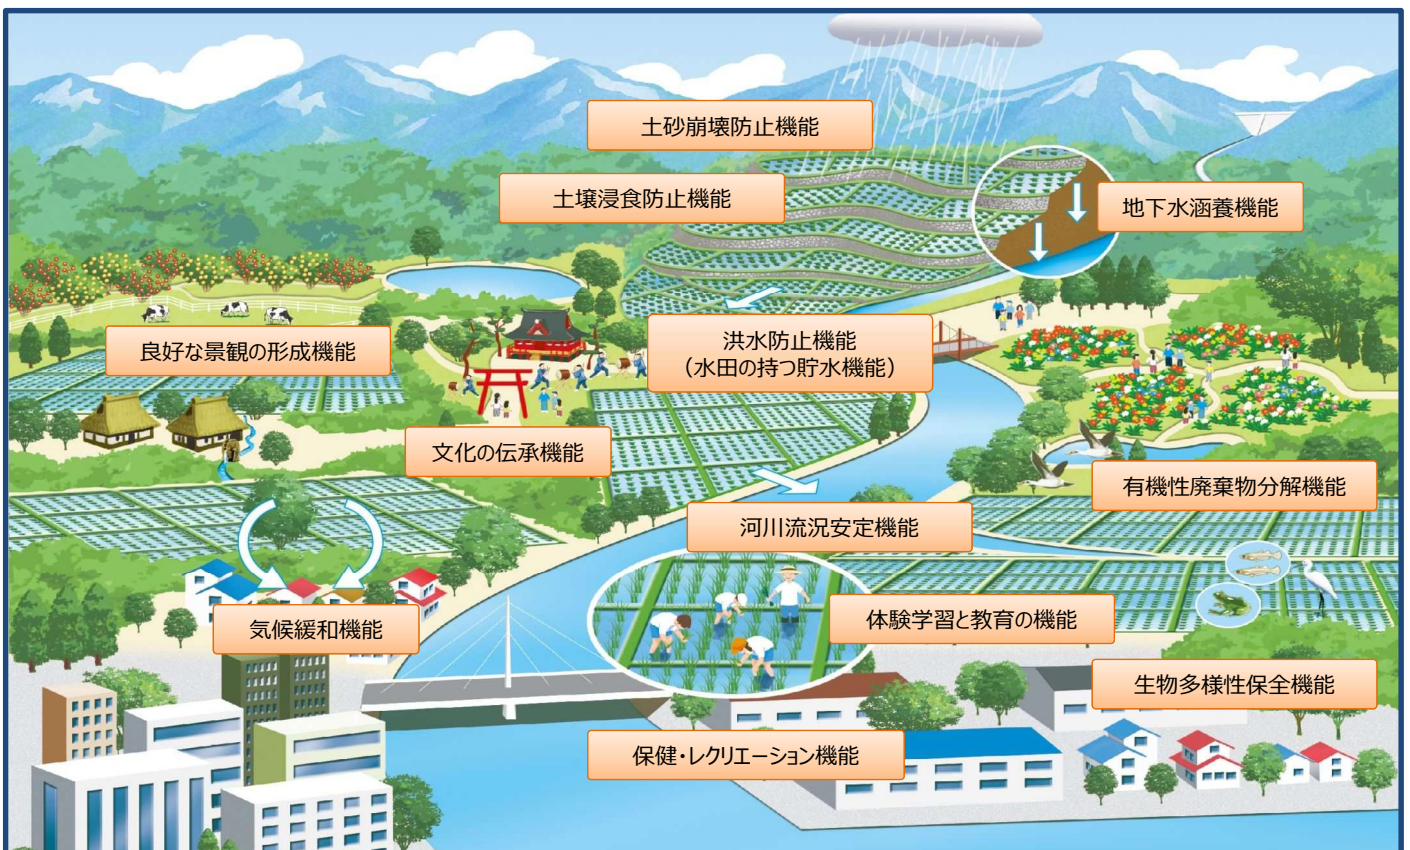 土砂崩壊防止機能
土壌浸食防止機能
地下水涵養機能
良好な景観の形成機能
洪水防止機能
（水田の持つ貯水機能）
文化の伝承機能
有機性廃棄物分解機能
河川流況安定機能
気候緩和機能
体験学習と教育の機能
生物多様性保全機能
保健・レクリエーション機能